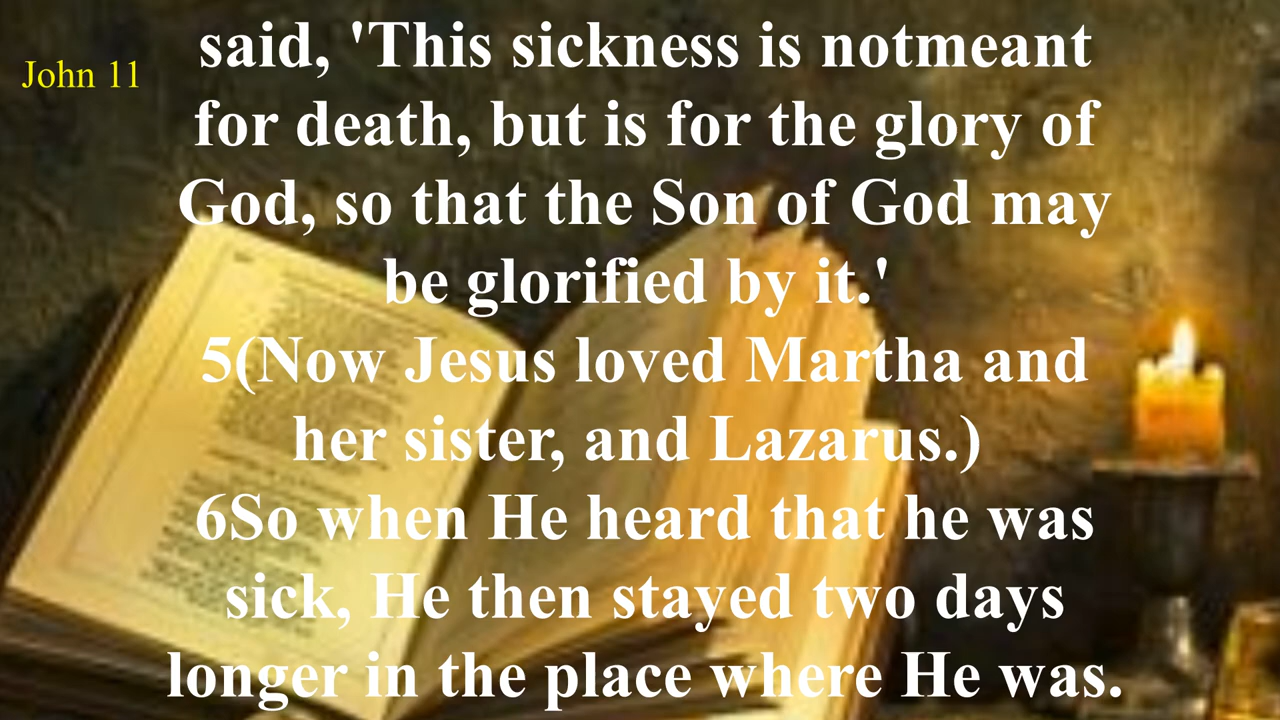 John 11
said, 'This sickness is notmeant
for death, but is for the glory of
God, so that the Son of God may
be glorified by it.'
5(Now Jesus loved Martha and
her sister, and Lazarus.)
6So when He heard that he was
sick, He then stayed two days
longer in the place where He was.